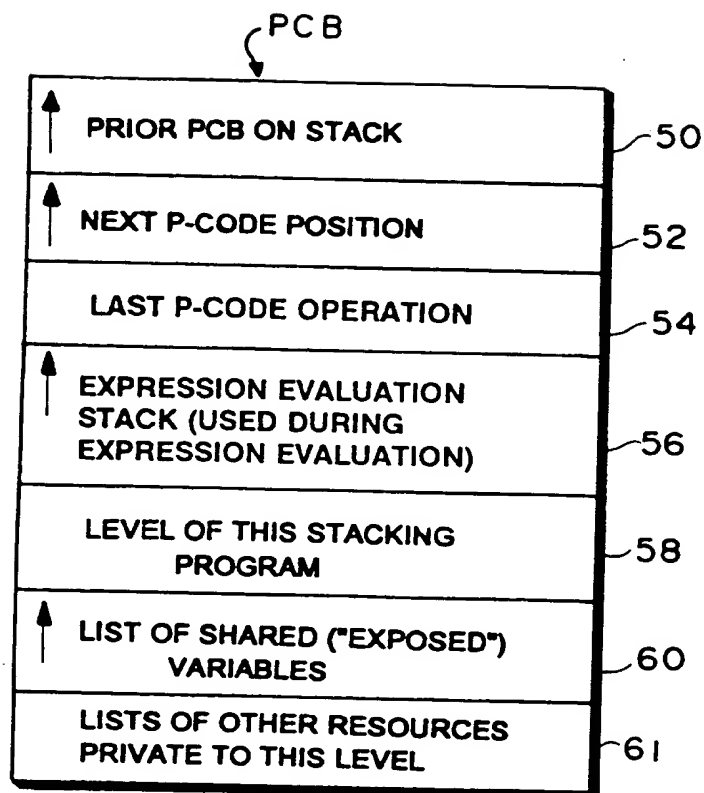 PCB
PRIOR PCB ON STACK
50
NEXT P-CODE POSITION
52
LAST P-CODE OPERATION
54
EXPRESSION EVALUATION
STACK (USED DURING
EXPRESSION EVALUATION)
56
LEVEL OF THIS STACKING
PROGRAM
58
LIST OF SHARED ("EXPOSED")
VARIABLES
60
LISTS OF OTHER RESOURCES
PRIVATE TO THIS LEVEL
61